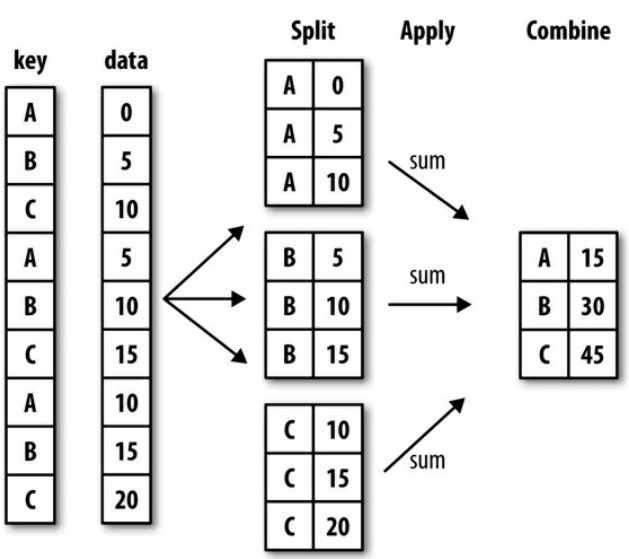 Split Apply Combine
key data
A 0
B 5
C 10
A 5
B 10
C 15
A 10
B 15
C 20
A 0
A 5
A 10
B 5
B 10
B 15
C 10
C 15
C 20
sum
sum
sum
A 15
B 30
C 45